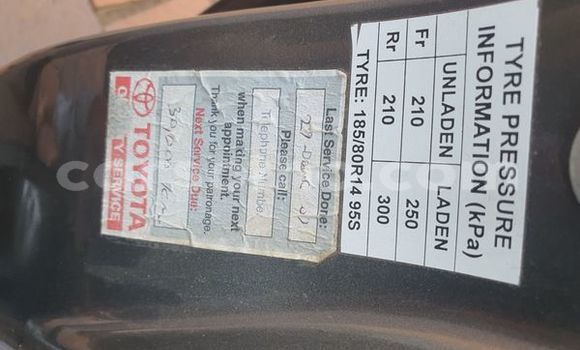 TYRE PRESSURE
INFORMATION (kPa)
UNLADEN LADEN
Fr 210 250
Rr 210 300
TYRE: 185/80R14 95S
Last Service Done:
Please call:
Telephone Number
when making your next
appointment.
Thank you for your patronage.
Next Service Due:
TOYOTA
SERVICE